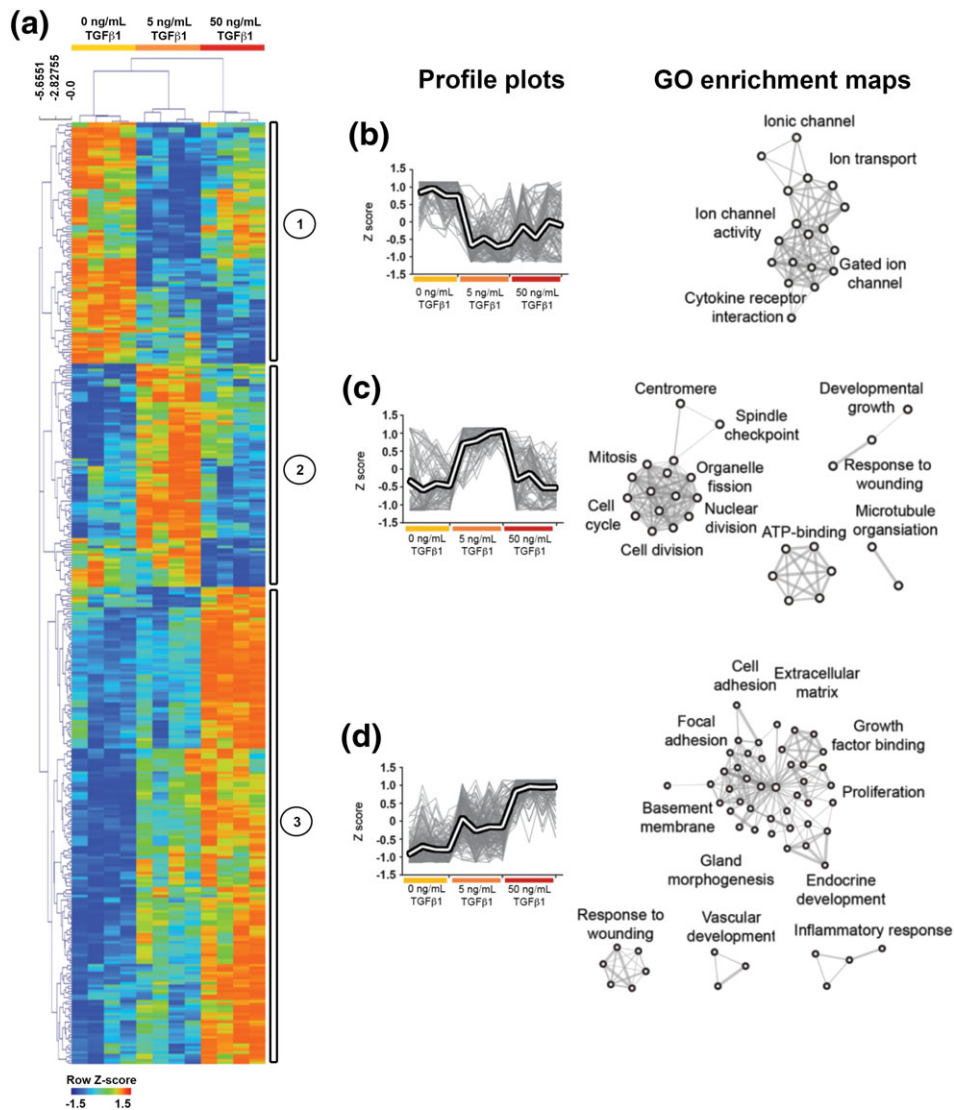 (a)
0 ng/mL
TGFβ1
5 ng/mL
TGFβ1
50 ng/mL
TGFβ1
-5.6551
-2.82755
-0.0
1
2
3
Row Z-score
-1.5
1.5
Profile plots
GO enrichment maps
(b)
Z score
1.5
1.0
0.5
0
-0.5
-1.0
-1.5
0 ng/mL
TGFβ1
5 ng/mL
TGFβ1
50 ng/mL
TGFβ1
Ionic channel
Ion transport
Ion channel
activity
Gated ion
channel
Cytokine receptor
interaction
(c)
Z score
1.5
1.0
0.5
0
-0.5
-1.0
-1.5
0 ng/mL
TGFβ1
5 ng/mL
TGFβ1
50 ng/mL
TGFβ1
Centromere
Spindle
checkpoint
Mitosis
Organelle
fission
Cell
cycle
Nuclear
division
Cell division
Developmental
growth
Response to
wounding
ATP-binding
Microtubule
organsiation
(d)
Z score
1.5
1.0
0.5
0
-0.5
-1.0
-1.5
0 ng/mL
TGFβ1
5 ng/mL
TGFβ1
50 ng/mL
TGFβ1
Cell
adhesion
Extracellular
matrix
Focal
adhesion
Growth
factor binding
Proliferation
Basement
membrane
Gland
morphogenesis
Endocrine
development
Response to
wounding
Vascular
development
Inflammatory response